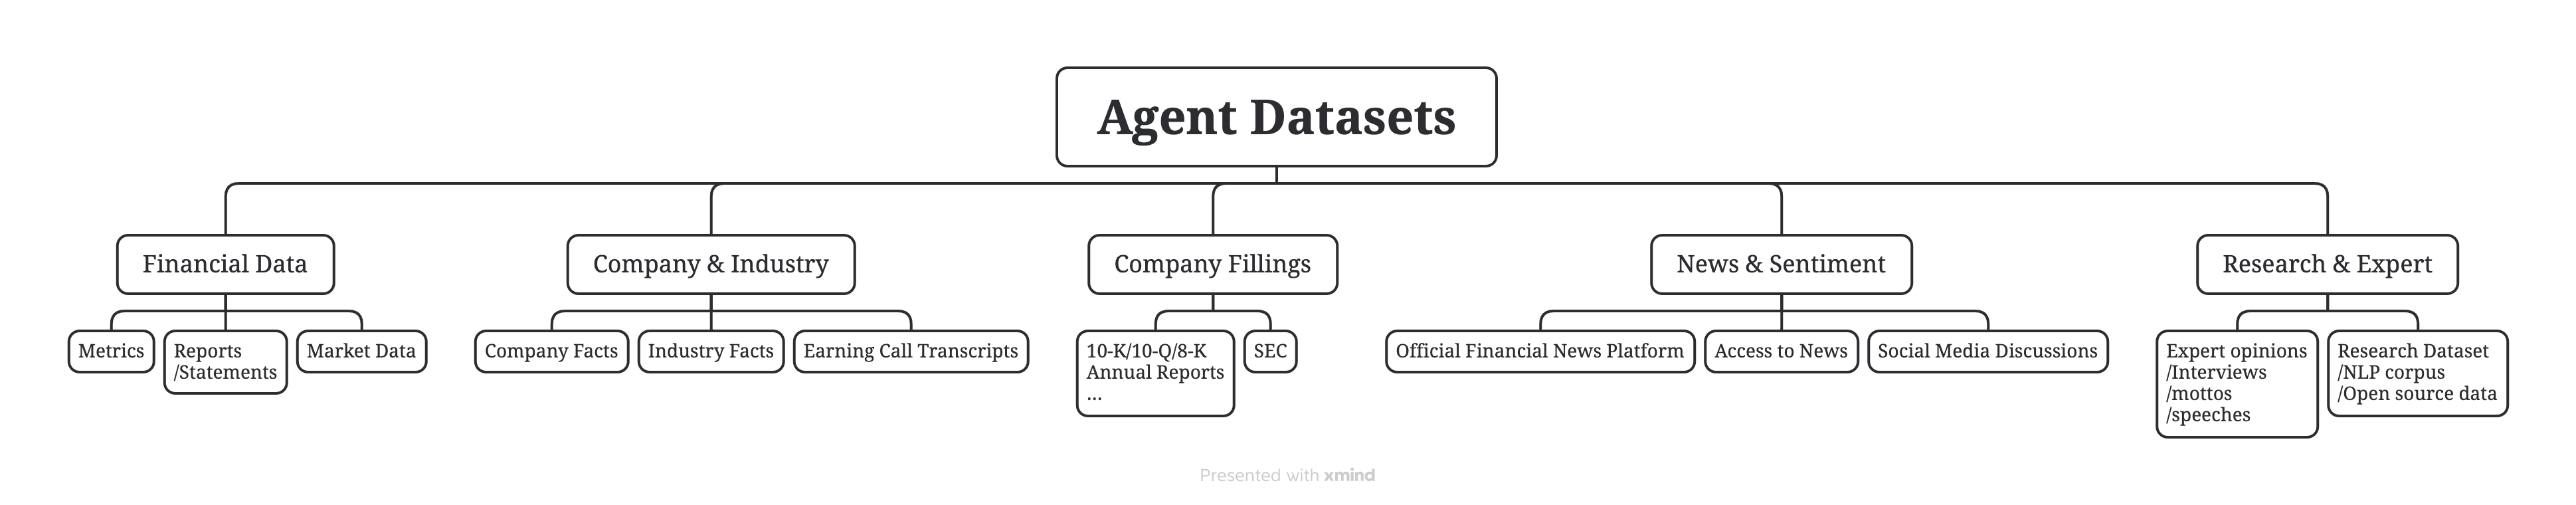 Agent Datasets
Financial Data
Company & Industry
Company Fillings
News & Sentiment
Research & Expert
Metrics
Reports
/Statements
Market Data
Company Facts
Industry Facts
Earning Call Transcripts
10-K/10-Q/8-K
Annual Reports
...
SEC
Official Financial News Platform
Access to News
Social Media Discussions
Expert opinions
/Interviews
/mottos
/speeches
Research Dataset
/NLP corpus
/Open source data
Presented with xmind